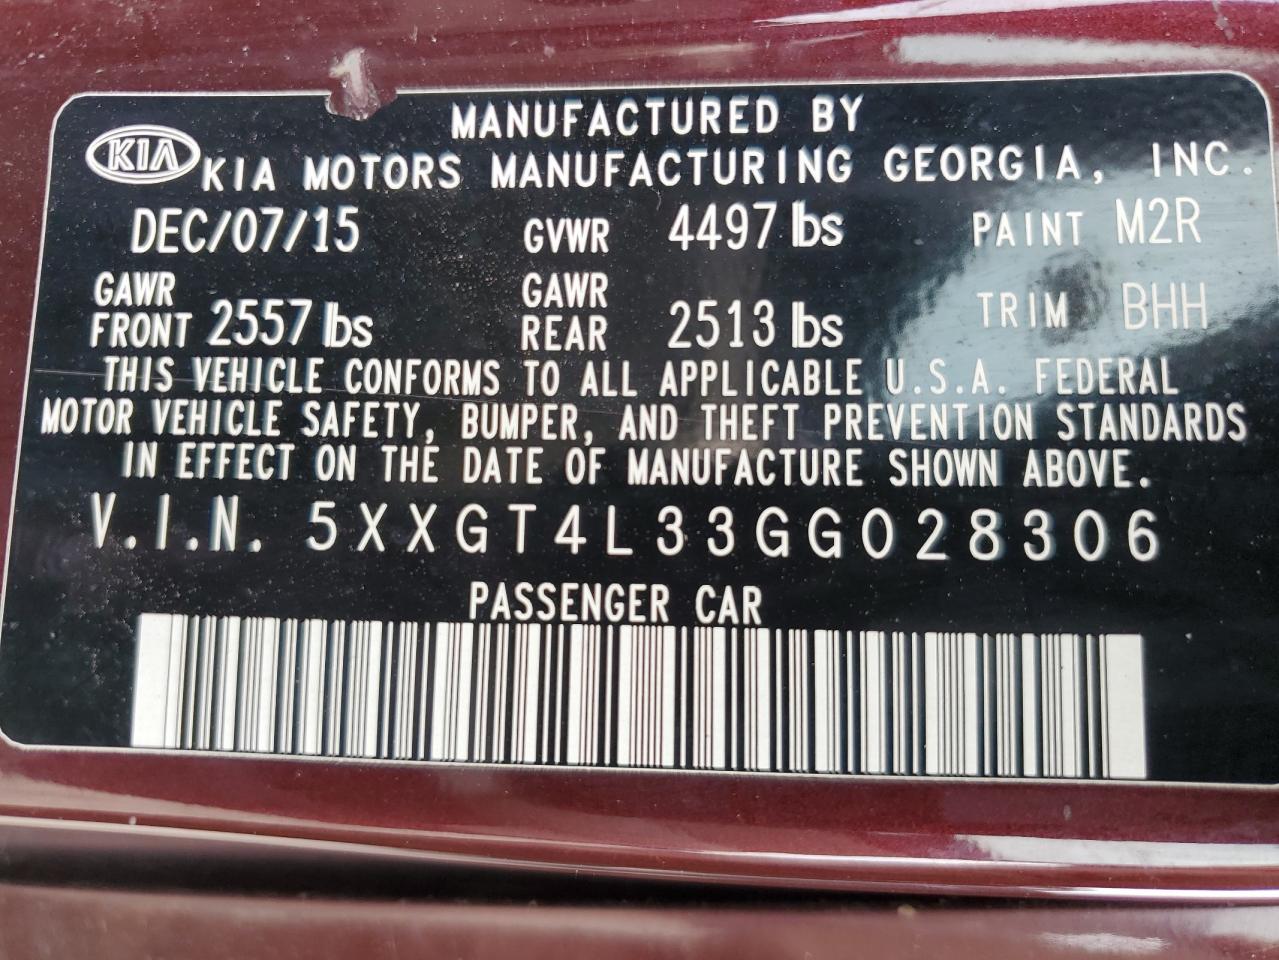 MANUFACTURED BY
KIA KIA MOTORS MANUFACTURING GEORGIA, INC.
DEC/07/15 GVWR 4497 lbs PAINT M2R
GAWR FRONT 2557 lbs GAWR REAR 2513 lbs TRIM BHH
THIS VEHICLE CONFORMS TO ALL APPLICABLE U.S.A. FEDERAL
MOTOR VEHICLE SAFETY, BUMPER, AND THEFT PREVENTION STANDARDS
IN EFFECT ON THE DATE OF MANUFACTURE SHOWN ABOVE.
V.I.N. 5XXGT4L33GG028306
PASSENGER CAR